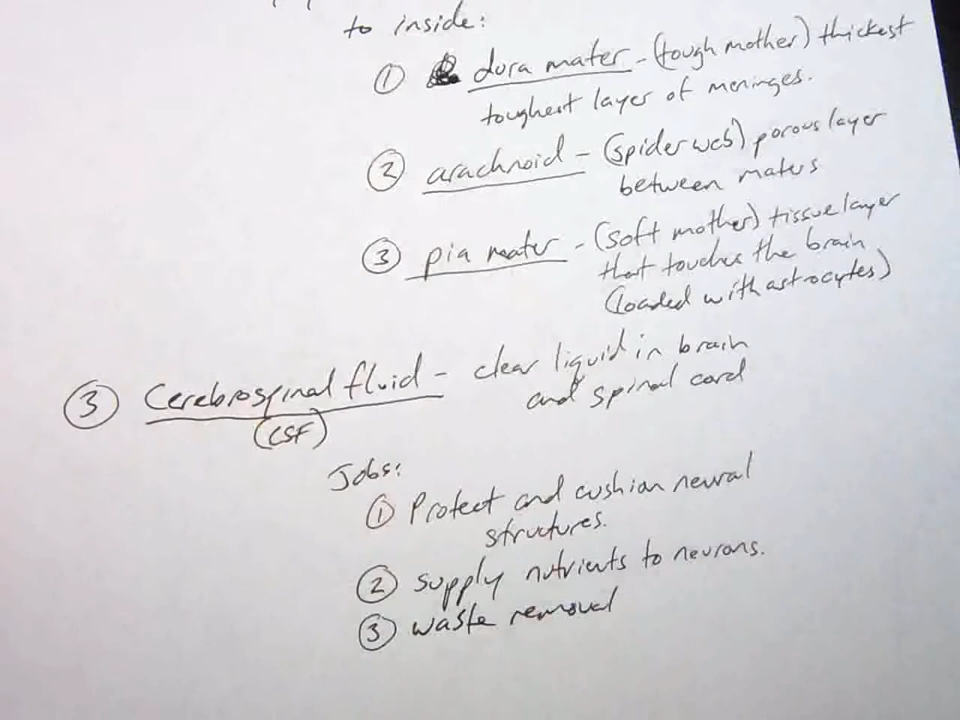 to inside:
① dura mater - (tough mother) thickest
toughest layer of meninges.
② arachnoid - (spider web) porous layer
between maters
③ pia mater - (soft mother) tissue layer
that touches the brain
(loaded with astrocytes)
③ Cerebrospinal fluid - clear liquid in brain
and spinal cord
(CSF)
Jobs:
① Protect and cushion neural
structures.
② supply nutrients to neurons.
③ waste removal